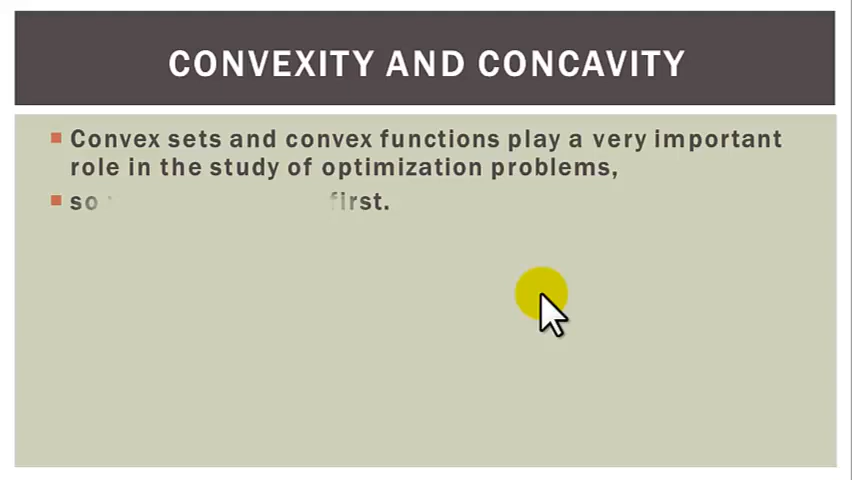 CONVEXITY AND CONCAVITY
Convex sets and convex functions play a very important
role in the study of optimization problems,
so first.